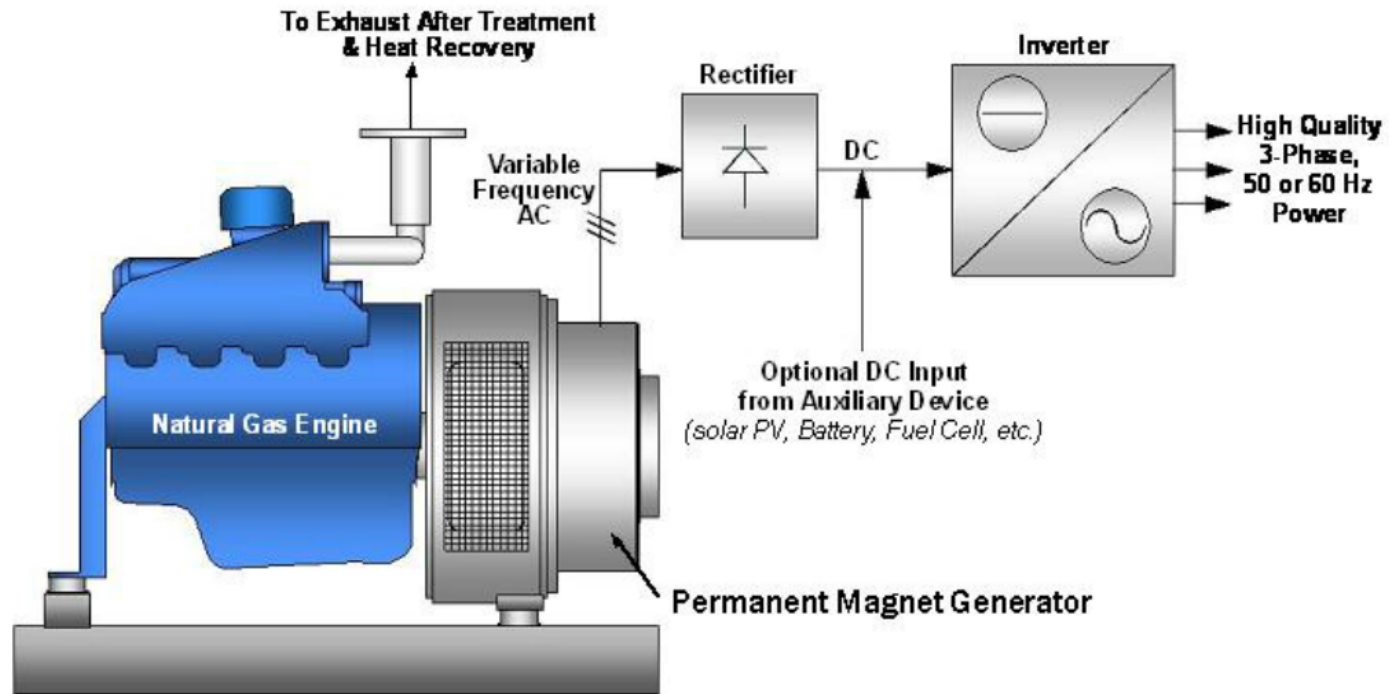 To Exhaust After Treatment
& Heat Recovery
Rectifier
Inverter
Variable
Frequency
AC
DC
High Quality
3-Phase,
50 or 60 Hz
Power
Optional DC Input
from Auxiliary Device
(solar PV, Battery, Fuel Cell, etc.)
Natural Gas Engine
Permanent Magnet Generator